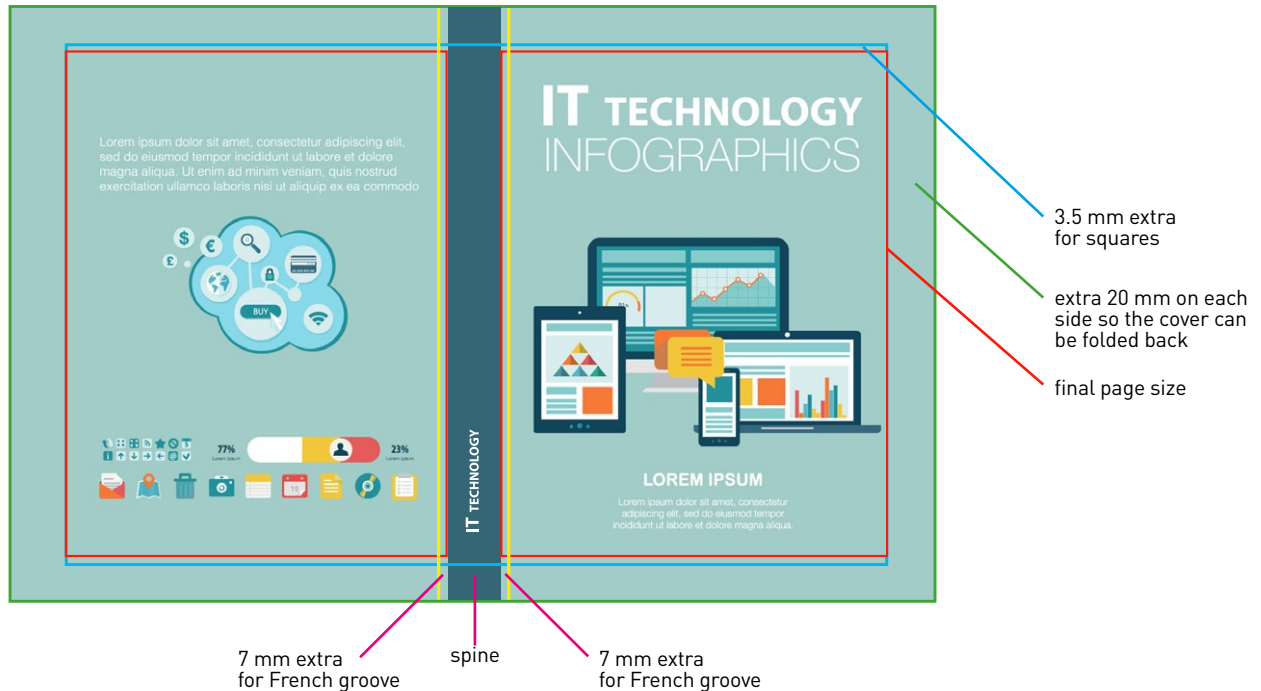 Lorem ipsum dolor sit amet, consectetur adipiscing elit,
sed do eiusmod tempor incididunt ut labore et dolore
magna aliqua. Ut enim ad minim veniam, quis nostrud
exercitation ullamco laboris nisi ut aliquip ex ea commodo
$
€
£
BUY
77%
Lorem ipsum
23%
Lorem ipsum
15
IT TECHNOLOGY
IT TECHNOLOGY
INFOGRAPHICS
LOREM IPSUM
Lorem ipsum dolor sit amet, consectetur
adipiscing elit, sed do eiusmod tempor
incididunt ut labore et dolore magna aliqua.
3.5 mm extra
for squares
extra 20 mm on each
side so the cover can
be folded back
final page size
7 mm extra
for French groove
spine
7 mm extra
for French groove